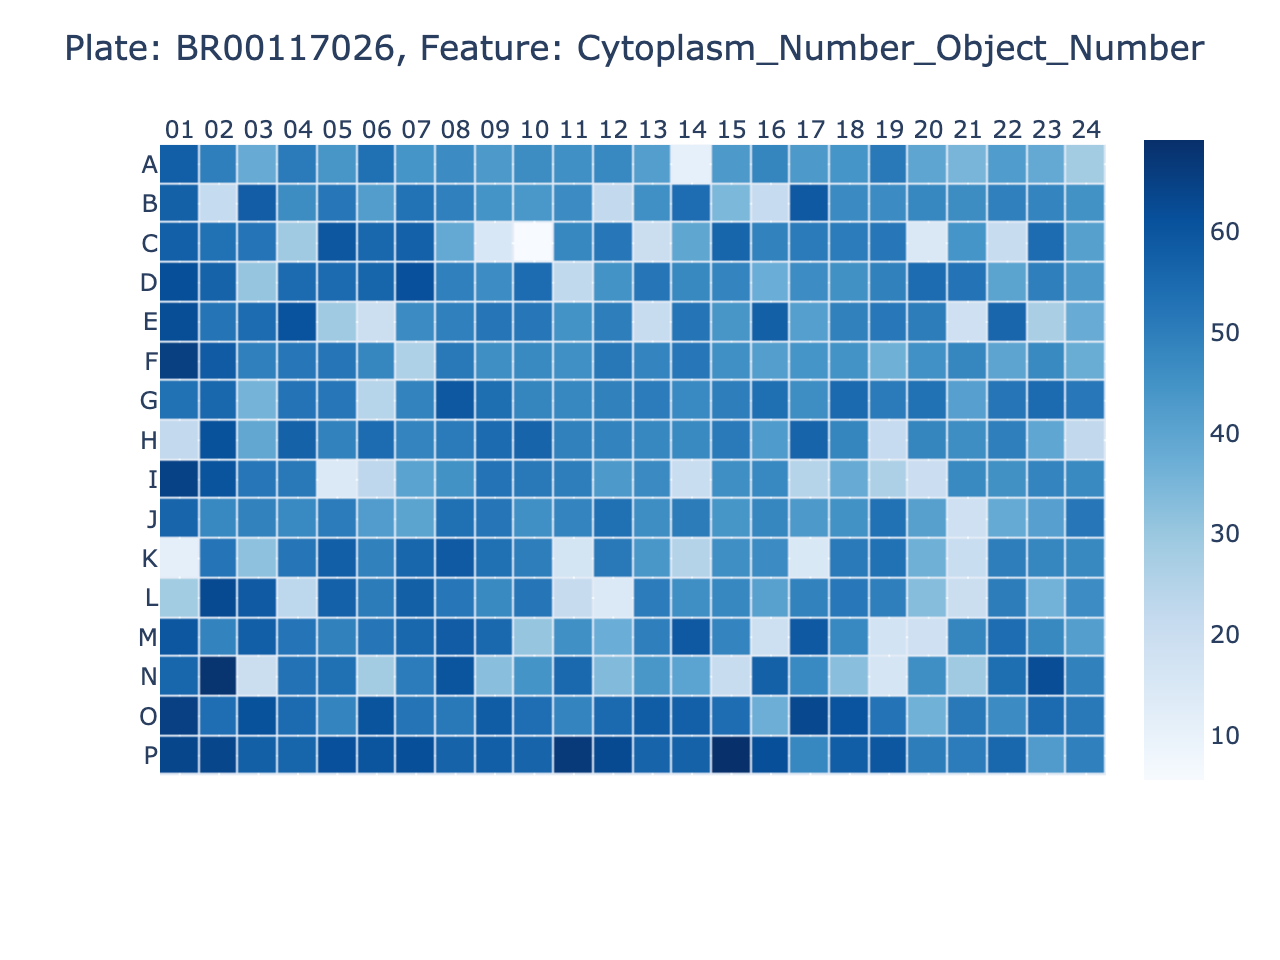 Plate: BR00117026, Feature: Cytoplasm_Number_Object_Number
01 02 03 04 05 06 07 08 09 10 11 12 13 14 15 16 17 18 19 20 21 22 23 24
A
B
C
D
E
F
G
H
I
J
K
L
M
N
O
P
60
50
40
30
20
10